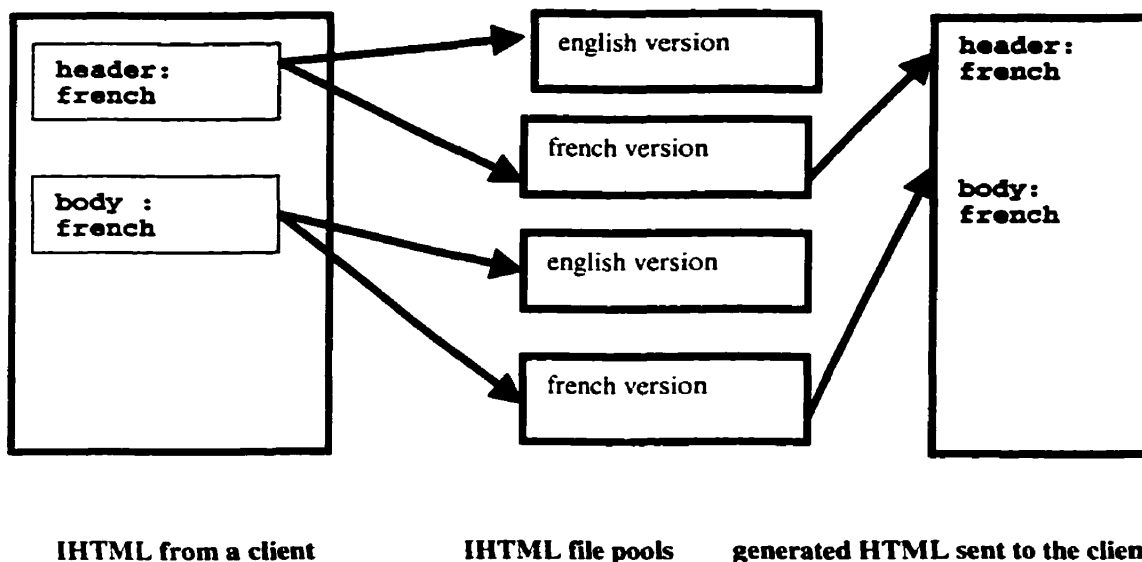 header:
french
body :
french
english version
french version
english version
french version
header:
french
body:
french
IHTML from a client
IHTML file pools
generated HTML sent to the clien